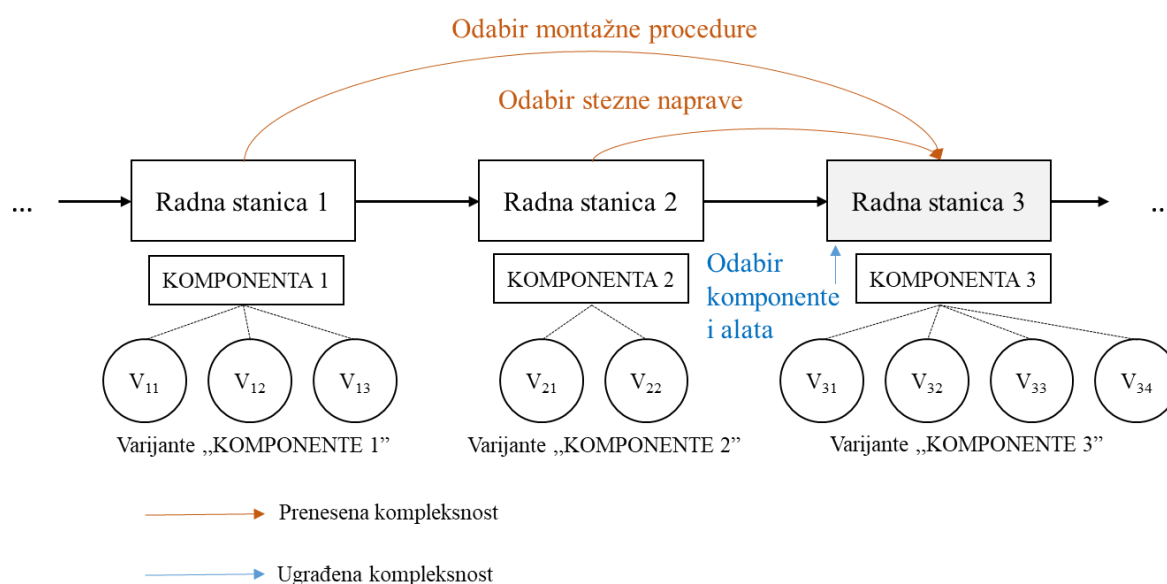 Odabir montažne procedure
Odabir stezne naprave
...
Radna stanica 1
Radna stanica 2
Radna stanica 3
..
KOMPONENTA 1
KOMPONENTA 2
Odabir
komponente
i alata
KOMPONENTA 3
V11
V12
V13
V21
V22
V31
V32
V33
V34
Varijante „KOMPONENTE 1”
Varijante „KOMPONENTE 2”
Varijante „KOMPONENTE 3”
Prenesena kompleksnost
Ugrađena kompleksnost